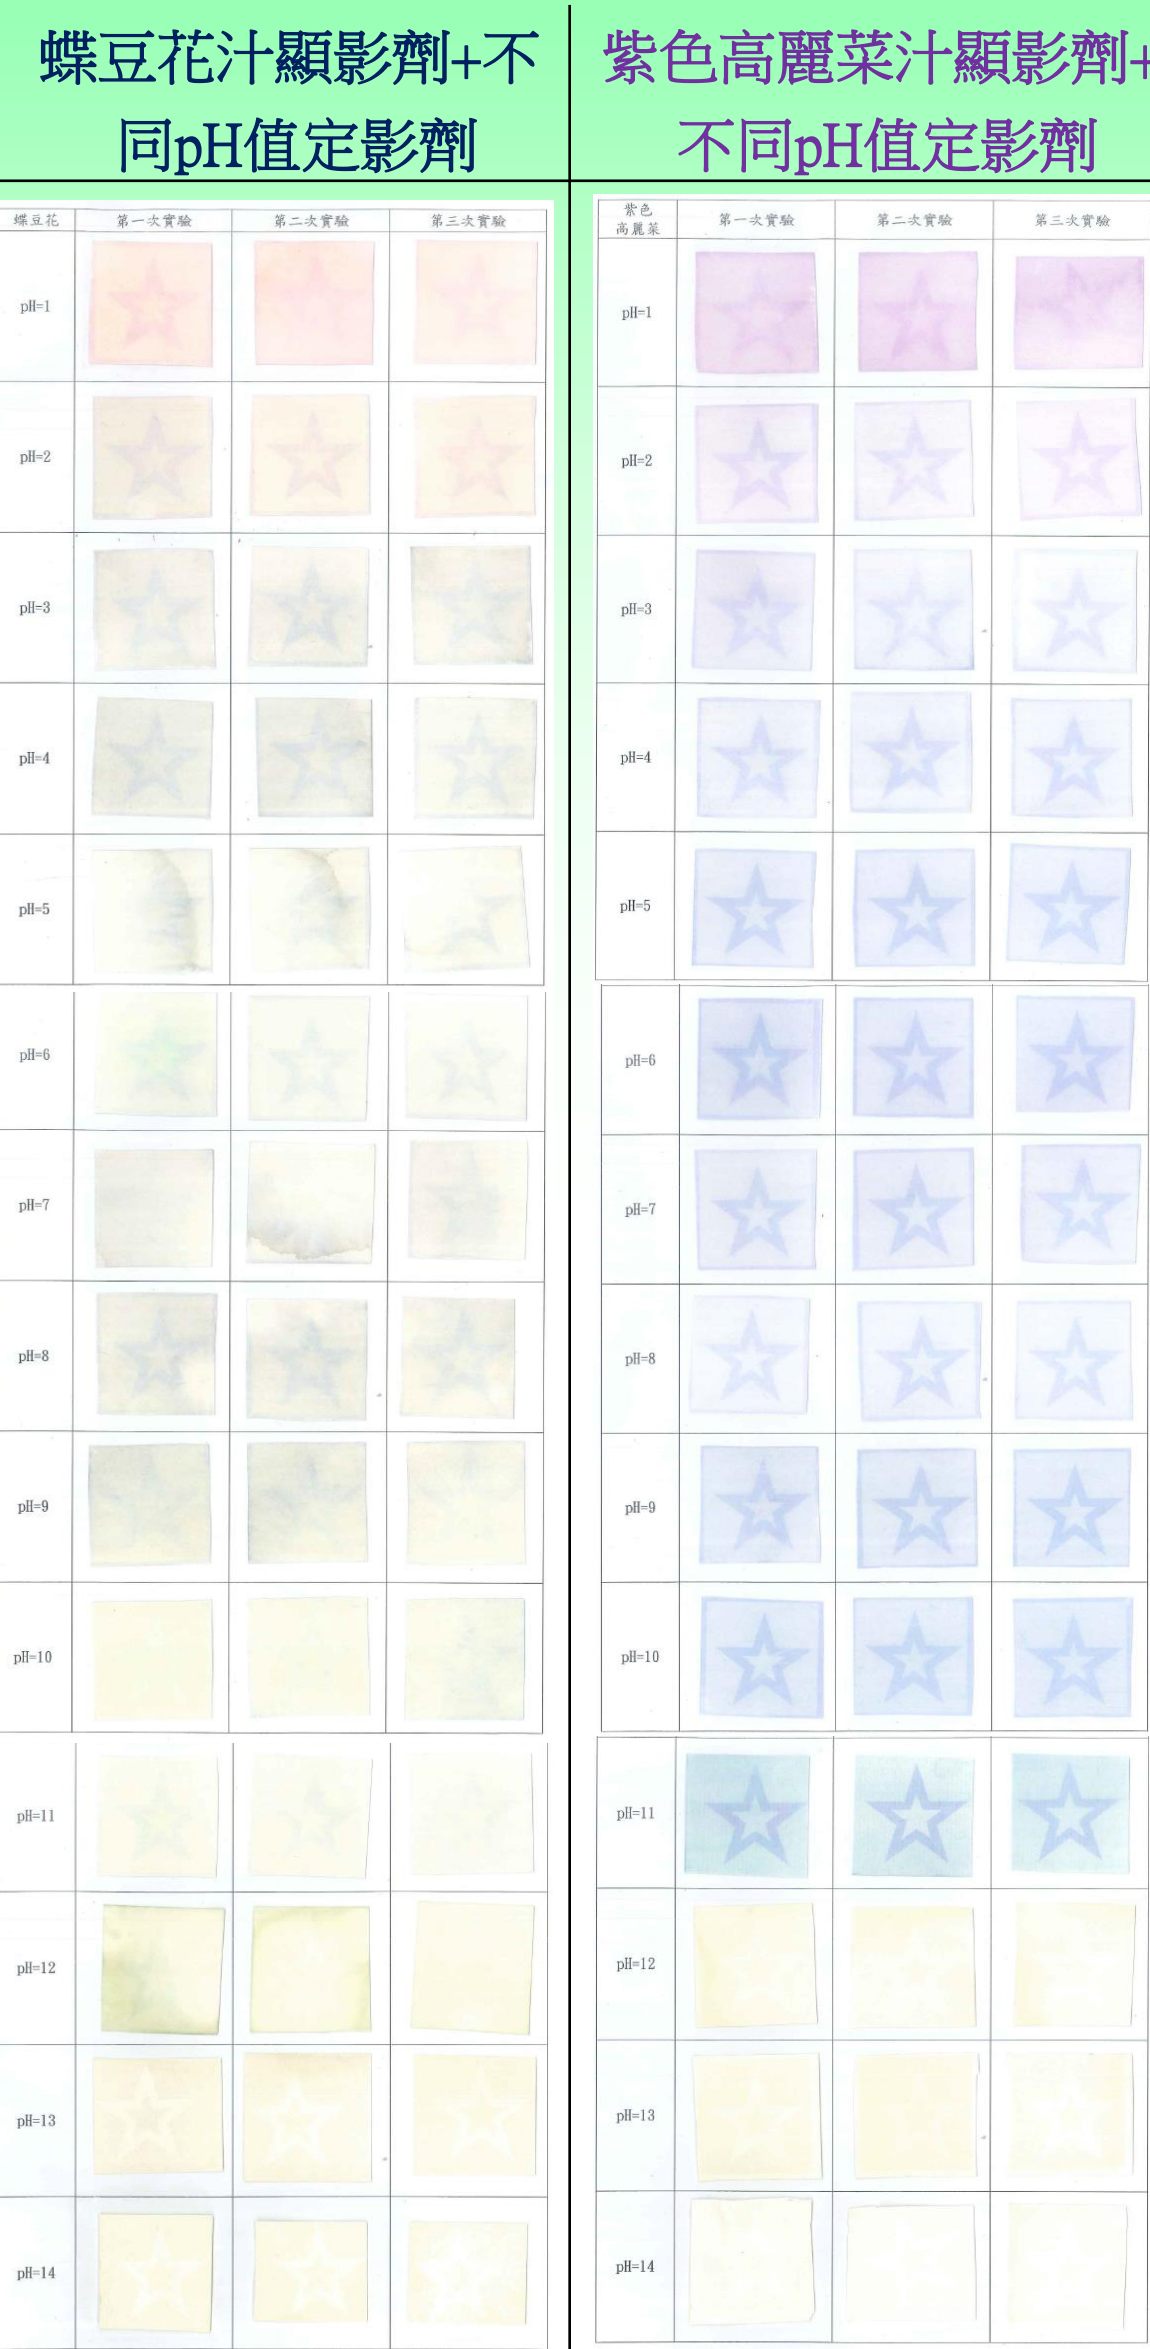 蝶豆花汁顯影劑+不
同pH值定影劑
紫色高麗菜汁顯影劑+
不同pH值定影劑
蝶豆花 第一次實驗 第二次實驗 第三次實驗
pH=1
pH=2
pH=3
pH=4
pH=5
pH=6
pH=7
pH=8
pH=9
pH=10
pH=11
pH=12
pH=13
pH=14
紫色
高麗菜 第一次實驗 第二次實驗 第三次實驗
pH=1
pH=2
pH=3
pH=4
pH=5
pH=6
pH=7
pH=8
pH=9
pH=10
pH=11
pH=12
pH=13
pH=14